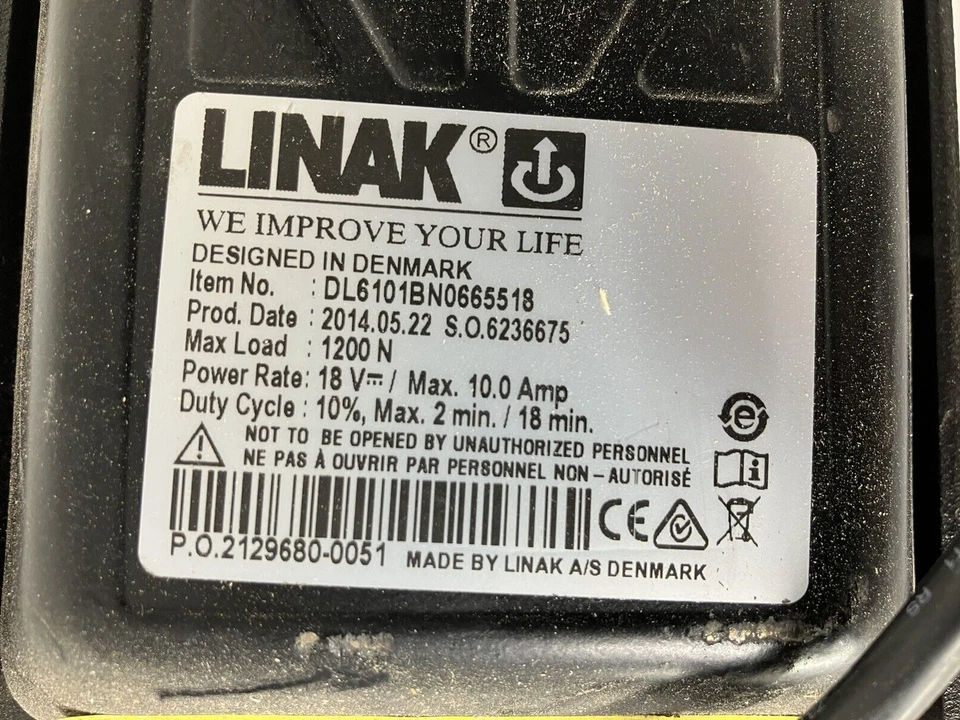 LINAK®
WE IMPROVE YOUR LIFE
DESIGNED IN DENMARK
Item No. : DL6101BN0665518
Prod. Date : 2014.05.22 S.O.6236675
Max Load : 1200 N
Power Rate: 18 V⎓ / Max. 10.0 Amp
Duty Cycle : 10%, Max. 2 min. / 18 min.
NOT TO BE OPENED BY UNAUTHORIZED PERSONNEL
NE PAS À OUVRIR PAR PERSONNEL NON-AUTORISÉ
CE
P.O.2129680-0051 MADE BY LINAK A/S DENMARK